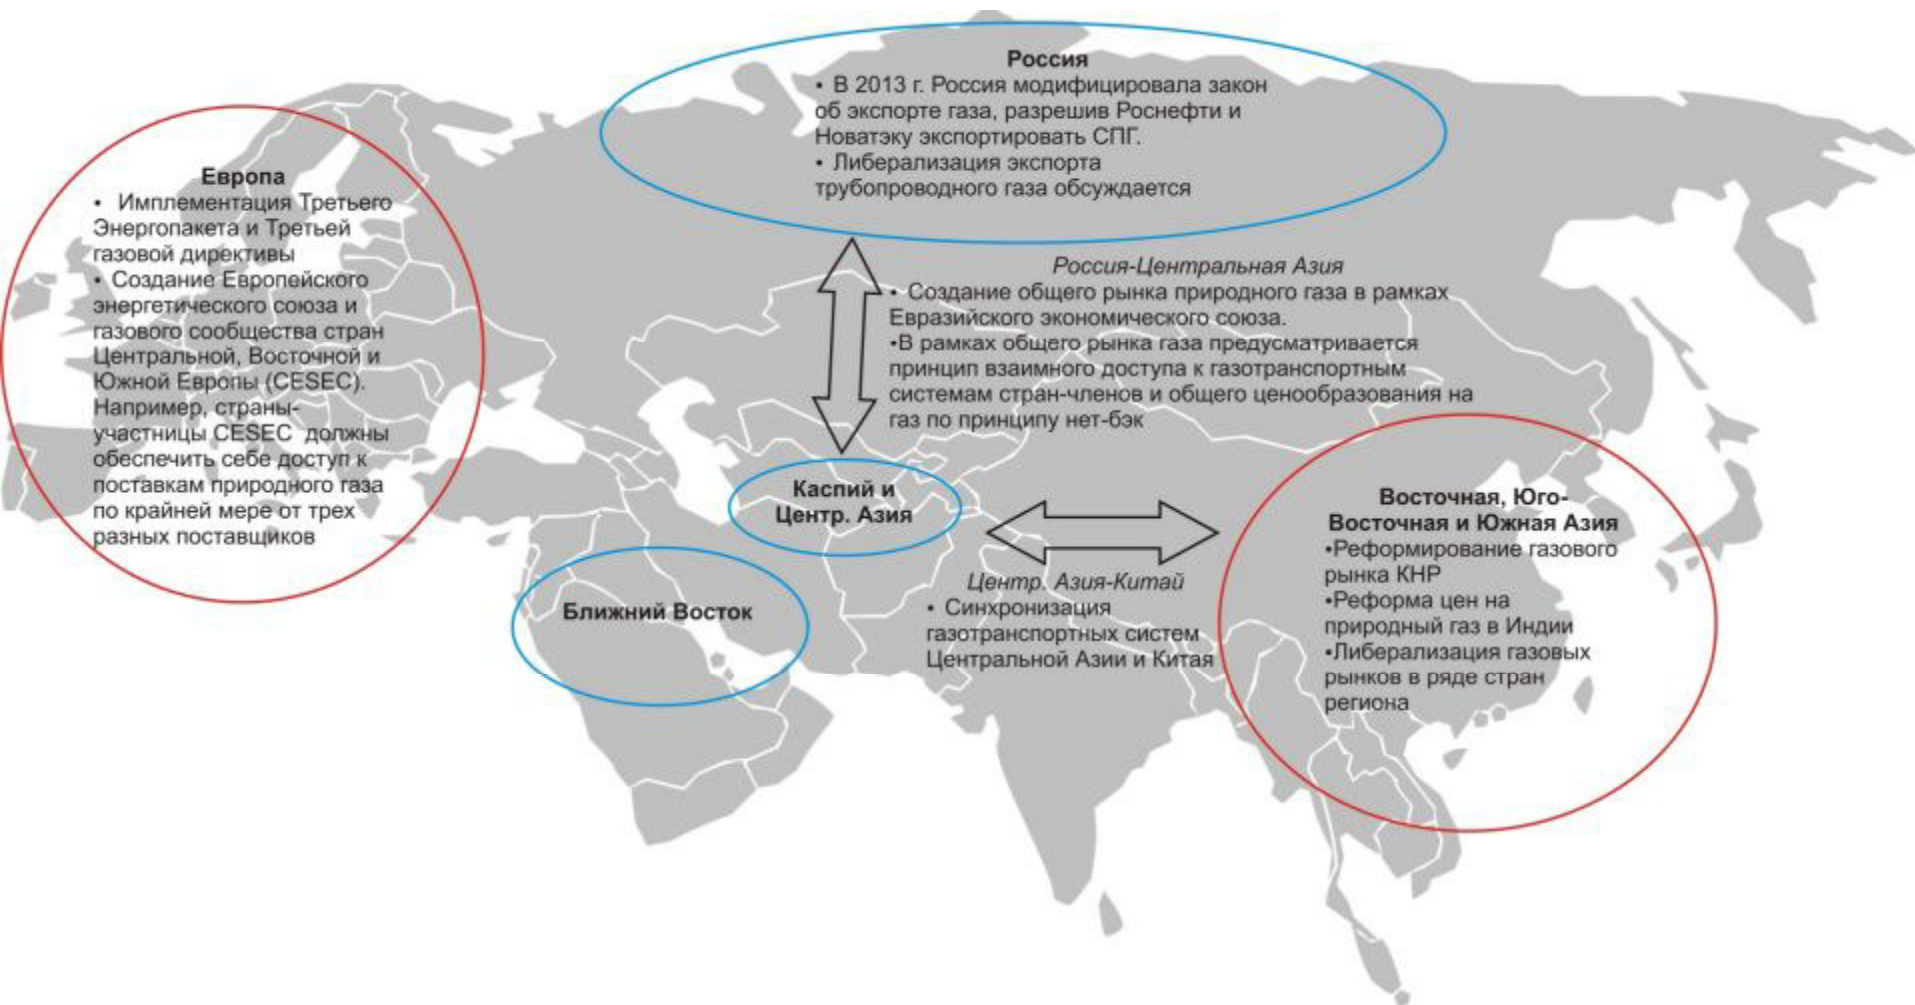 Россия
• В 2013 г. Россия модифицировала закон
об экспорте газа, разрешив Роснефти и
Новатэку экспортировать СПГ.
• Либерализация экспорта
трубопроводного газа обсуждается
Европа
• Имплементация Третьего
Энергопакета и Третьей
газовой директивы
• Создание Европейского
энергетического союза и
газового сообщества стран
Центральной, Восточной и
Южной Европы (CESEC).
Например, страны-
участницы CESEC должны
обеспечить себе доступ к
поставкам природного газа
по крайней мере от трех
разных поставщиков
Россия-Центральная Азия
• Создание общего рынка природного газа в рамках
Евразийского экономического союза.
•В рамках общего рынка газа предусматривается
принцип взаимного доступа к газотранспортным
системам стран-членов и общего ценообразования на
газ по принципу нет-бэк
Каспий и
Центр. Азия
Ближний Восток
Центр. Азия-Китай
• Синхронизация
газотранспортных систем
Центральной Азии и Китая
Восточная, Юго-
Восточная и Южная Азия
•Реформирование газового
рынка КНР
•Реформа цен на
природный газ в Индии
•Либерализация газовых
рынков в ряде стран
региона